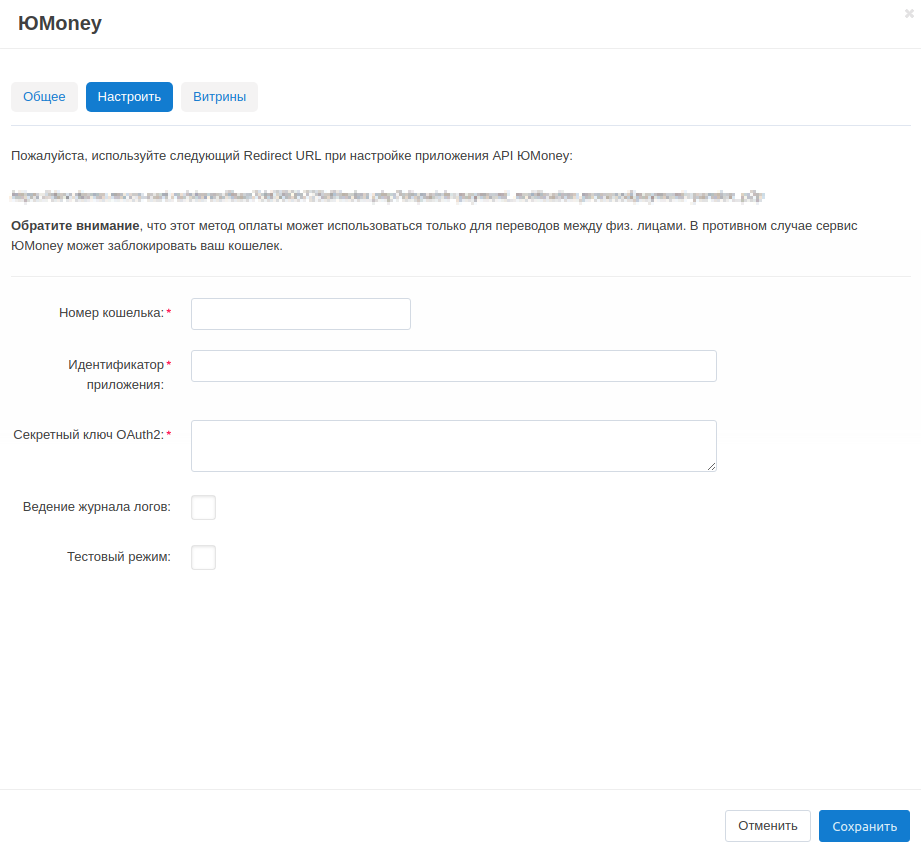 ЮMoney
×
Общее
Настроить
Витрины
Пожалуйста, используйте следующий Redirect URL при настройке приложения API ЮMoney:
Обратите внимание, что этот метод оплаты может использоваться только для переводов между физ. лицами. В противном случае сервис
ЮMoney может заблокировать ваш кошелек.
Номер кошелька:*
Идентификатор*
приложения:
Секретный ключ OAuth2:*
Ведение журнала логов:
Тестовый режим:
Отменить
Сохранить